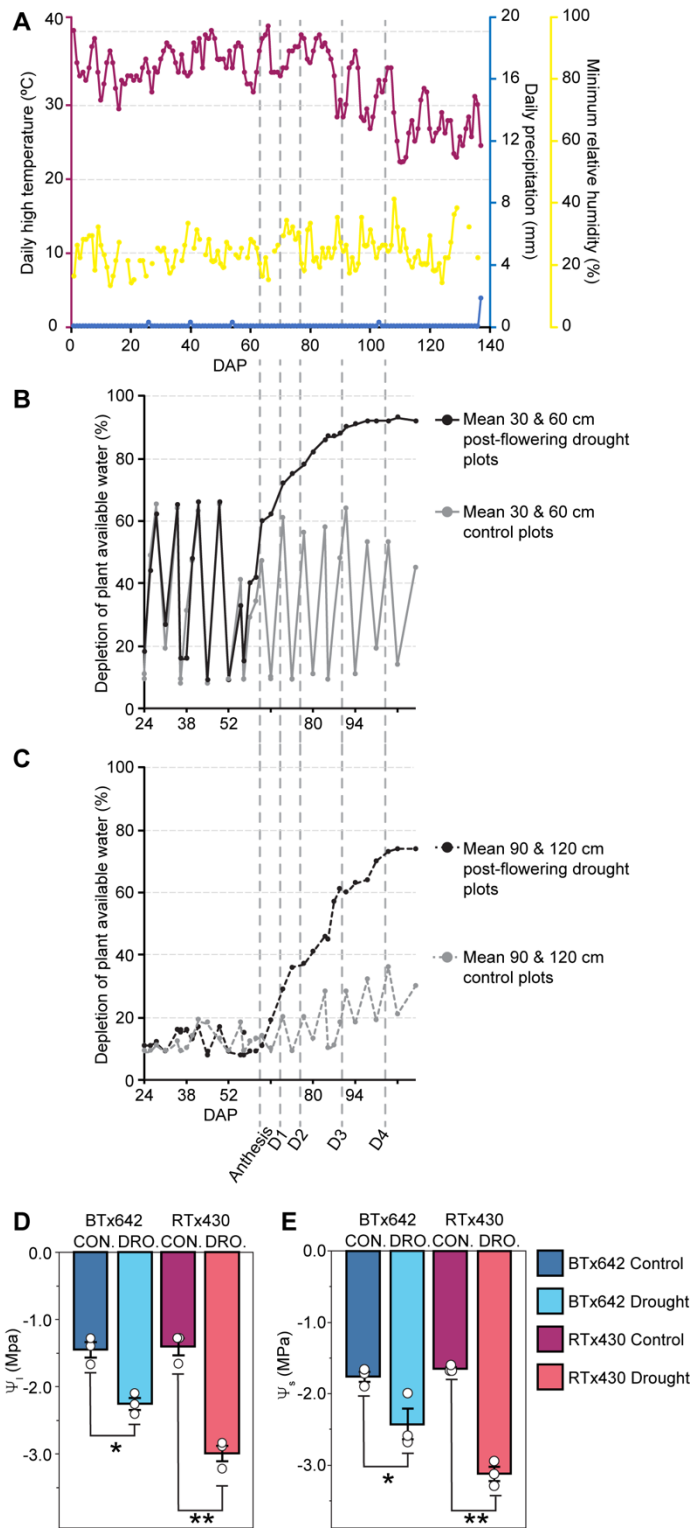 A
Daily high temperature (ºC)
40
30
20
10
0
0
20
40
60
80
100
120
140
DAP
20
16
12
8
4
0
Daily precipitation (mm)
100
80
60
40
20
0
Minimum relative humidity (%)
B
Depletion of plant available water (%)
100
80
60
40
20
0
24
38
52
80
94
Mean 30 & 60 cm
post-flowering drought
plots
Mean 30 & 60 cm
control plots
C
Depletion of plant available water (%)
100
80
60
40
20
0
24
38
52
80
94
DAP
Anthesis
D1
D2
D3
D4
Mean 90 & 120 cm
post-flowering drought
plots
Mean 90 & 120 cm
control plots
D
BTx642 RTx430
CON. DRO. CON. DRO.
0.0
-1.0
-2.0
-3.0
Ψl (Mpa)
*
**
E
BTx642 RTx430
CON. DRO. CON. DRO.
0.0
-1.0
-2.0
-3.0
Ψs (MPa)
*
**
BTx642 Control
BTx642 Drought
RTx430 Control
RTx430 Drought